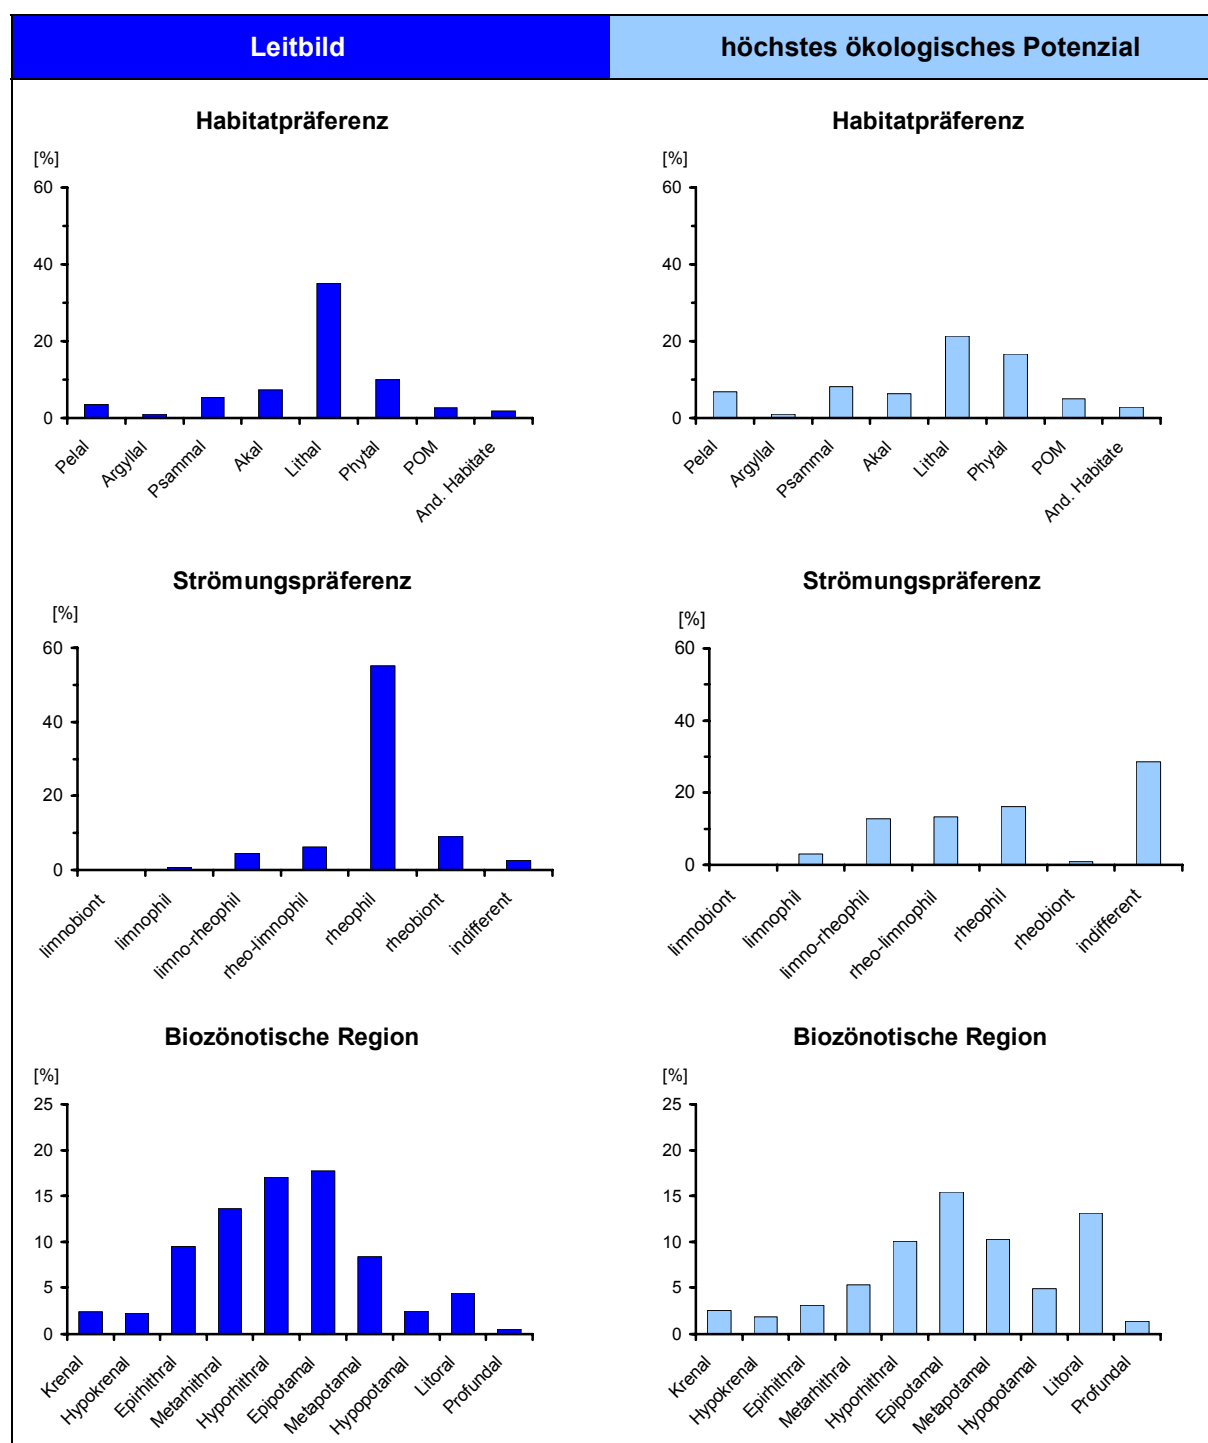 Leitbild
höchstes ökologisches Potenzial
Habitatpräferenz
[%]
60
40
20
0
Pelal
Argyllal
Psammal
Akal
Lithal
Phytal
POM
And. Habitate
Habitatpräferenz
[%]
60
40
20
0
Pelal
Argyllal
Psammal
Akal
Lithal
Phytal
POM
And. Habitate
Strömungspräferenz
[%]
60
40
20
0
limnobiont
limnophil
limno-rheophil
rheo-limnophil
rheophil
rheobiont
indifferent
Strömungspräferenz
[%]
60
40
20
0
limnobiont
limnophil
limno-rheophil
rheo-limnophil
rheophil
rheobiont
indifferent
Biozönotische Region
[%]
25
20
15
10
5
0
Krenal
Hypokrenal
Epirhithral
Metarhithral
Hyporhithral
Epipotamal
Metapotamal
Hypopotamal
Litoral
Profundal
Biozönotische Region
[%]
25
20
15
10
5
0
Krenal
Hypokrenal
Epirhithral
Metarhithral
Hyporhithral
Epipotamal
Metapotamal
Hypopotamal
Litoral
Profundal